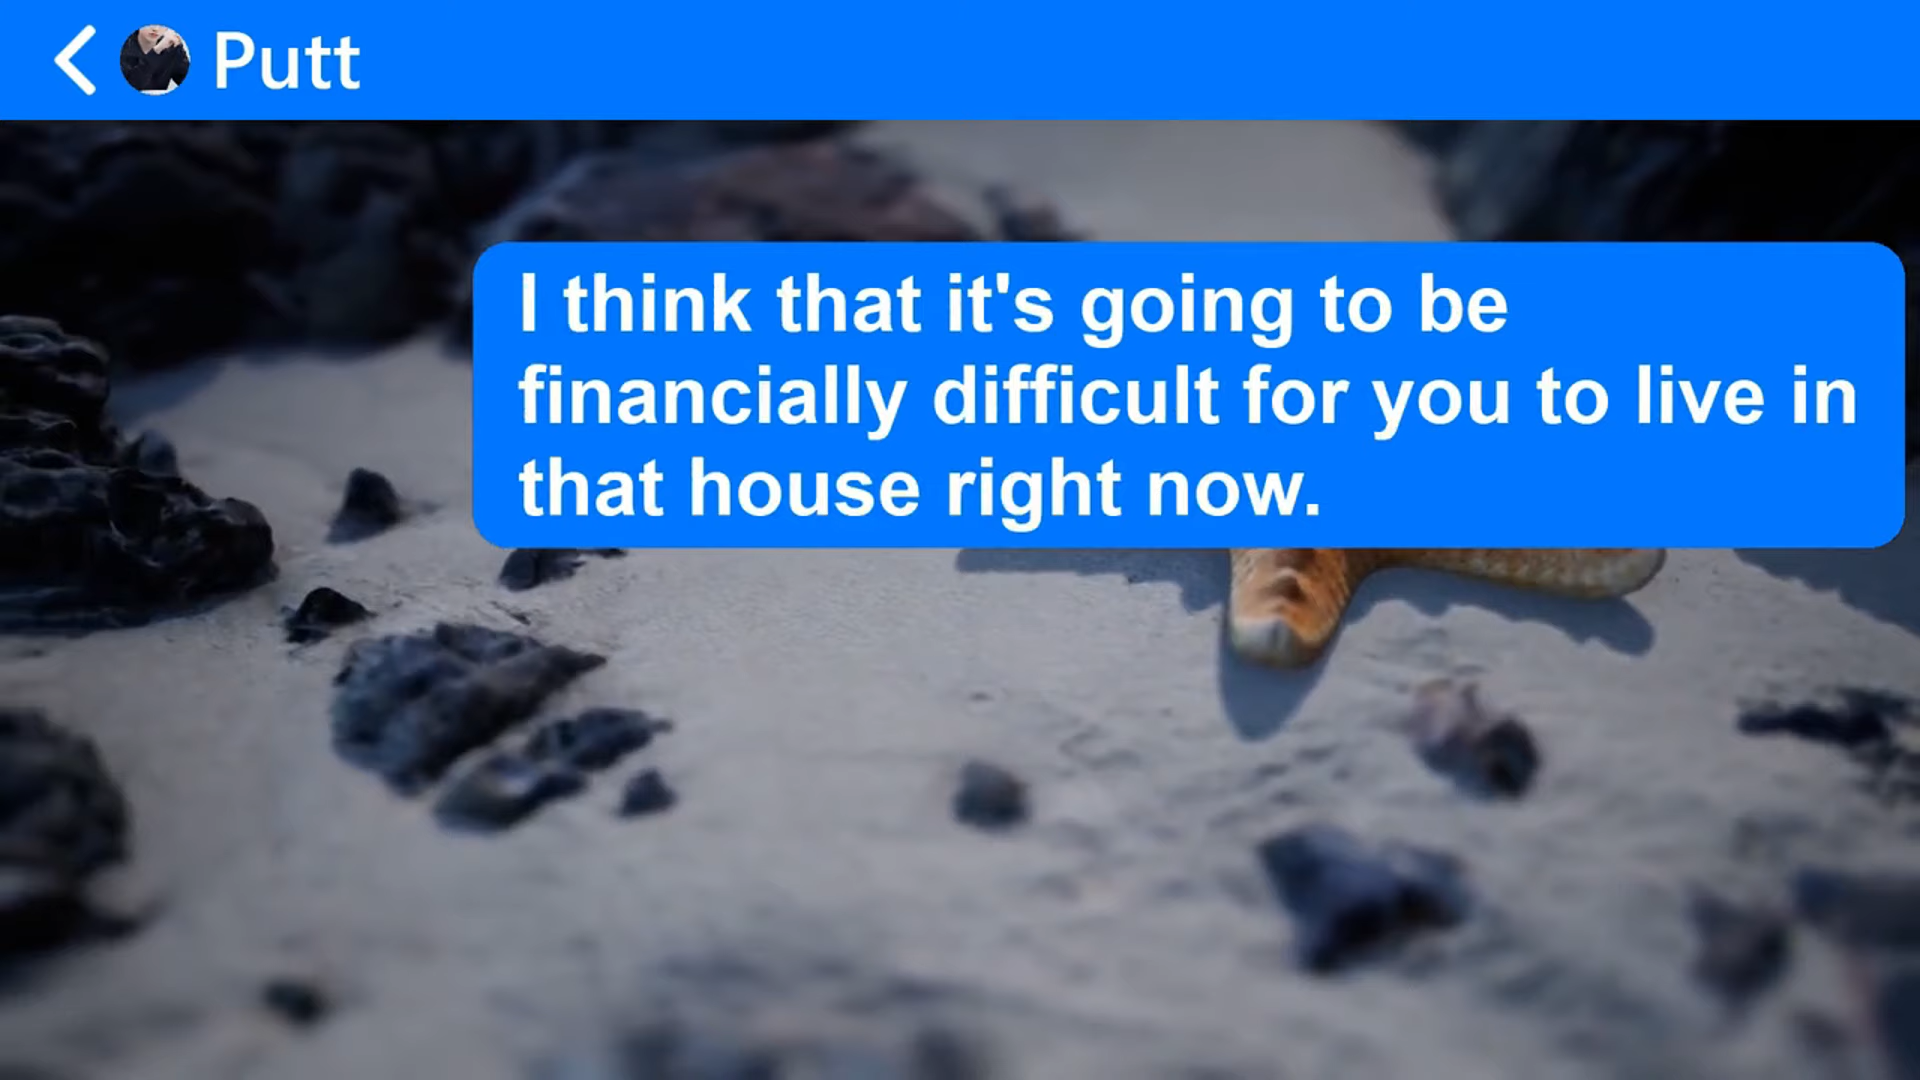 Putt
I think that it's going to be
financially difficult for you to live in
that house right now.